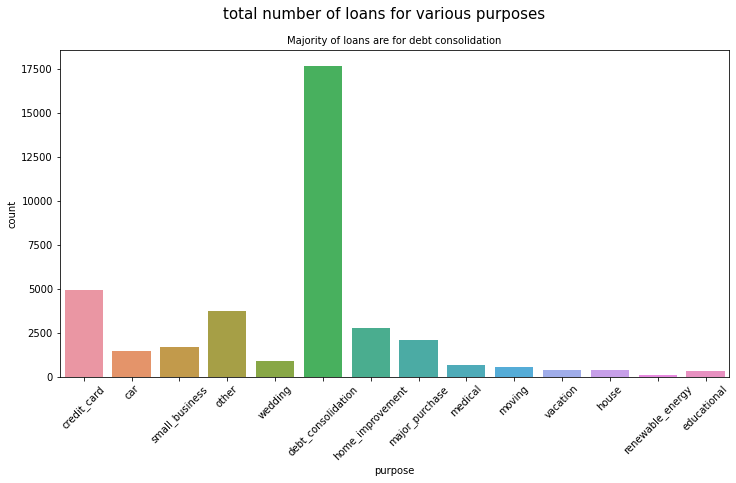 total number of loans for various purposes
Majority of loans are for debt consolidation
17500
15000
12500
10000
7500
5000
2500
0
count
credit_card
car
small_business
other
wedding
debt_consolidation
home_improvement
major_purchase
medical
moving
vacation
house
renewable_energy
educational
purpose